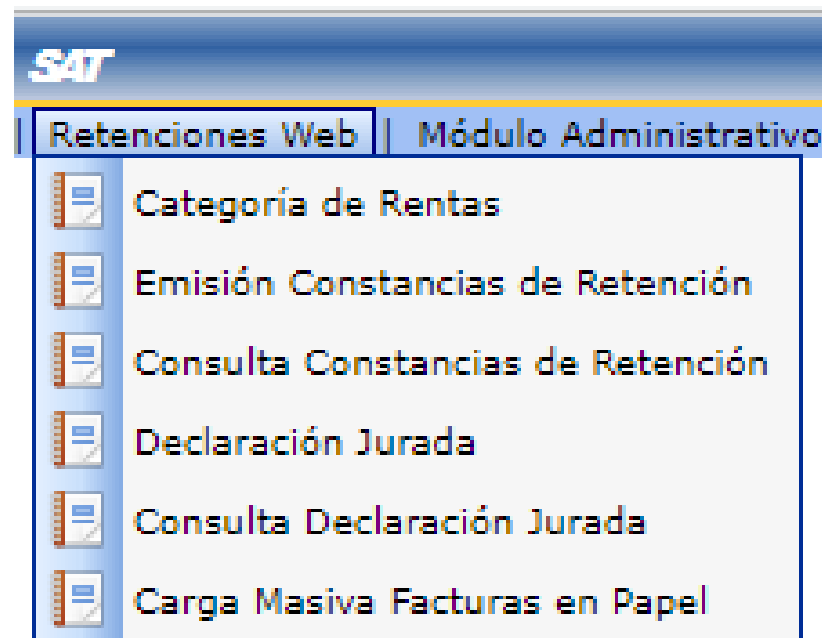 SAT
| Retenciones Web | Módulo Administrativo
Categoría de Rentas
Emisión Constancias de Retención
Consulta Constancias de Retención
Declaración Jurada
Consulta Declaración Jurada
Carga Masiva Facturas en Papel